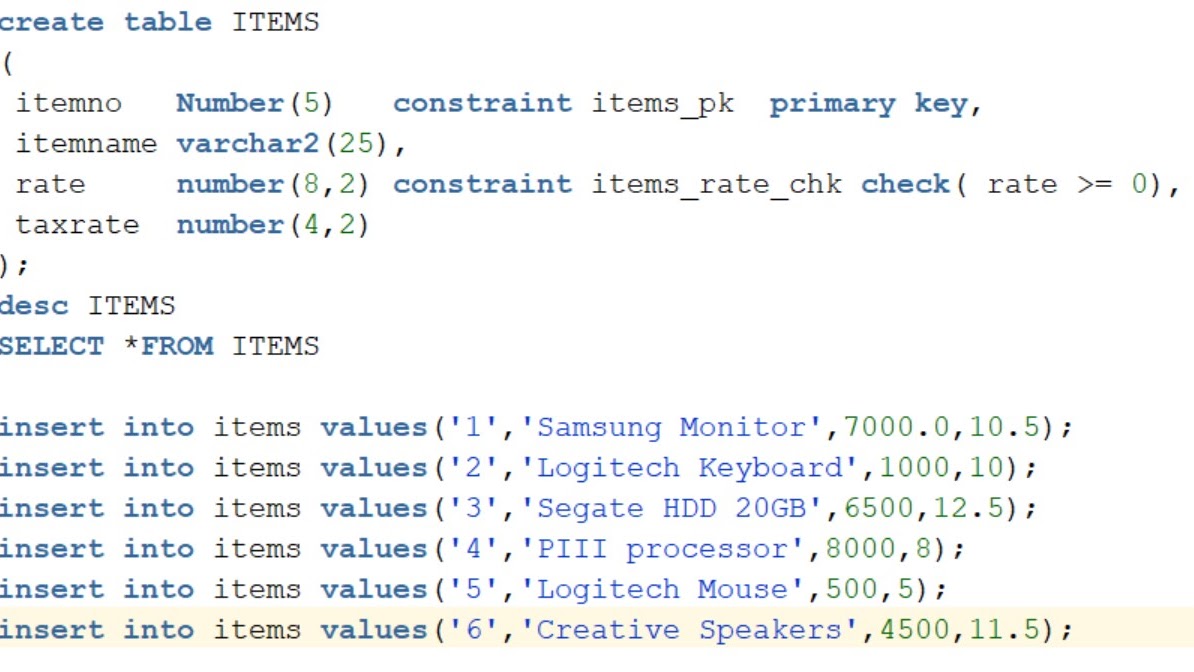 create table ITEMS
(
itemno Number(5) constraint items_pk primary key,
itemname varchar2(25),
rate number(8,2) constraint items_rate_chk check( rate >= 0),
taxrate number(4,2)
);
desc ITEMS
SELECT *FROM ITEMS
insert into items values('1','Samsung Monitor',7000.0,10.5);
insert into items values('2','Logitech Keyboard',1000,10);
insert into items values('3','Segate HDD 20GB',6500,12.5);
insert into items values('4','PIII processor',8000,8);
insert into items values('5','Logitech Mouse',500,5);
insert into items values('6','Creative Speakers',4500,11.5);